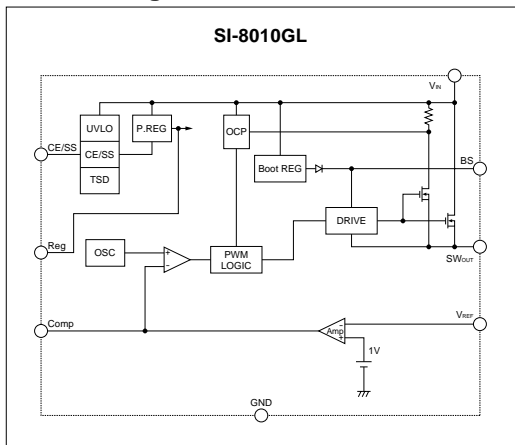 SI-8010GL
VIN
UVLO
P.REG
OCP
CE/SS
CE/SS
Boot REG
BS
TSD
DRIVE
Reg
OSC
+
-
PWM
LOGIC
SWOUT
Comp
Amp
-
+
VREF
1V
GND